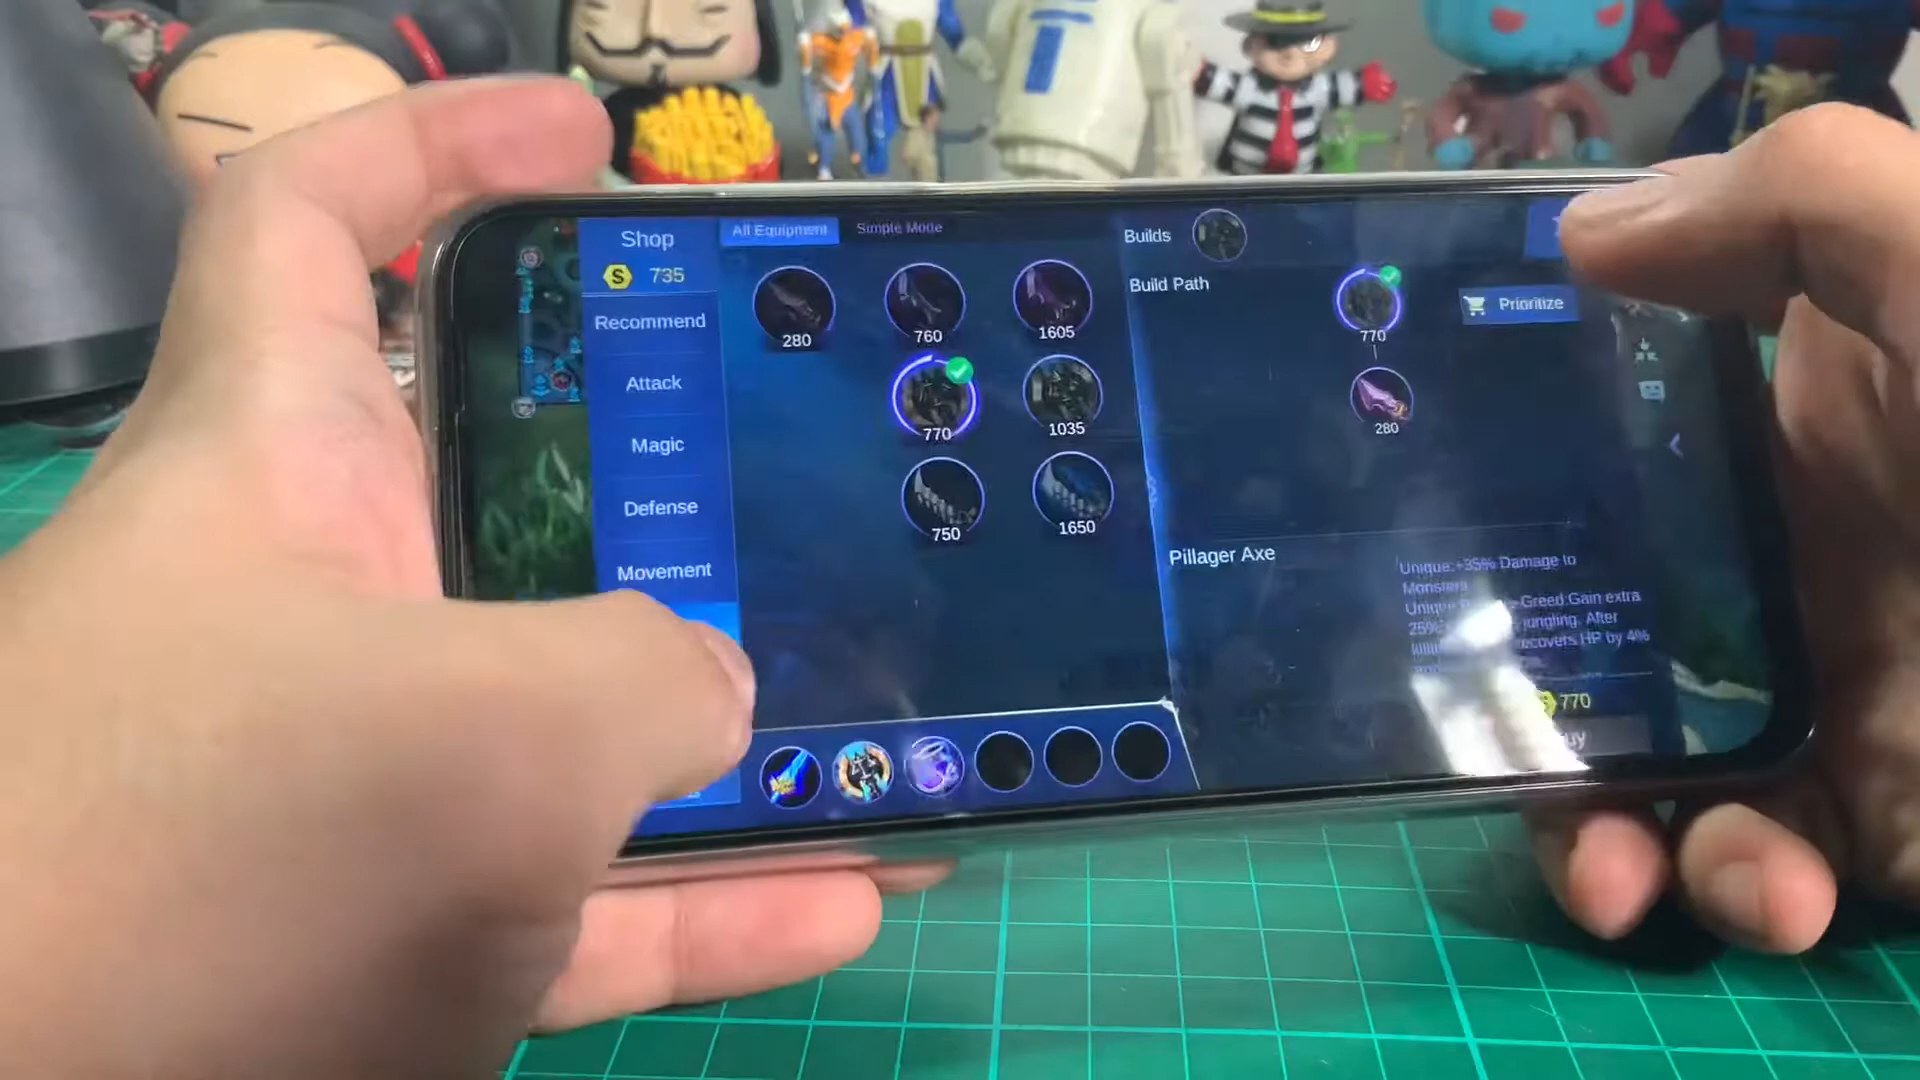 Shop
S 735
Recommend
Attack
Magic
Defense
Movement
All Equipment
Simple Mode
280
760
1605
770
1035
750
1650
Builds
Build Path
770
Prioritize
280
Pillager Axe
Unique:+35% Damage to
Monsters
Unique Greed:Gain extra
25% jungling. After
recovers HP by 4%
770